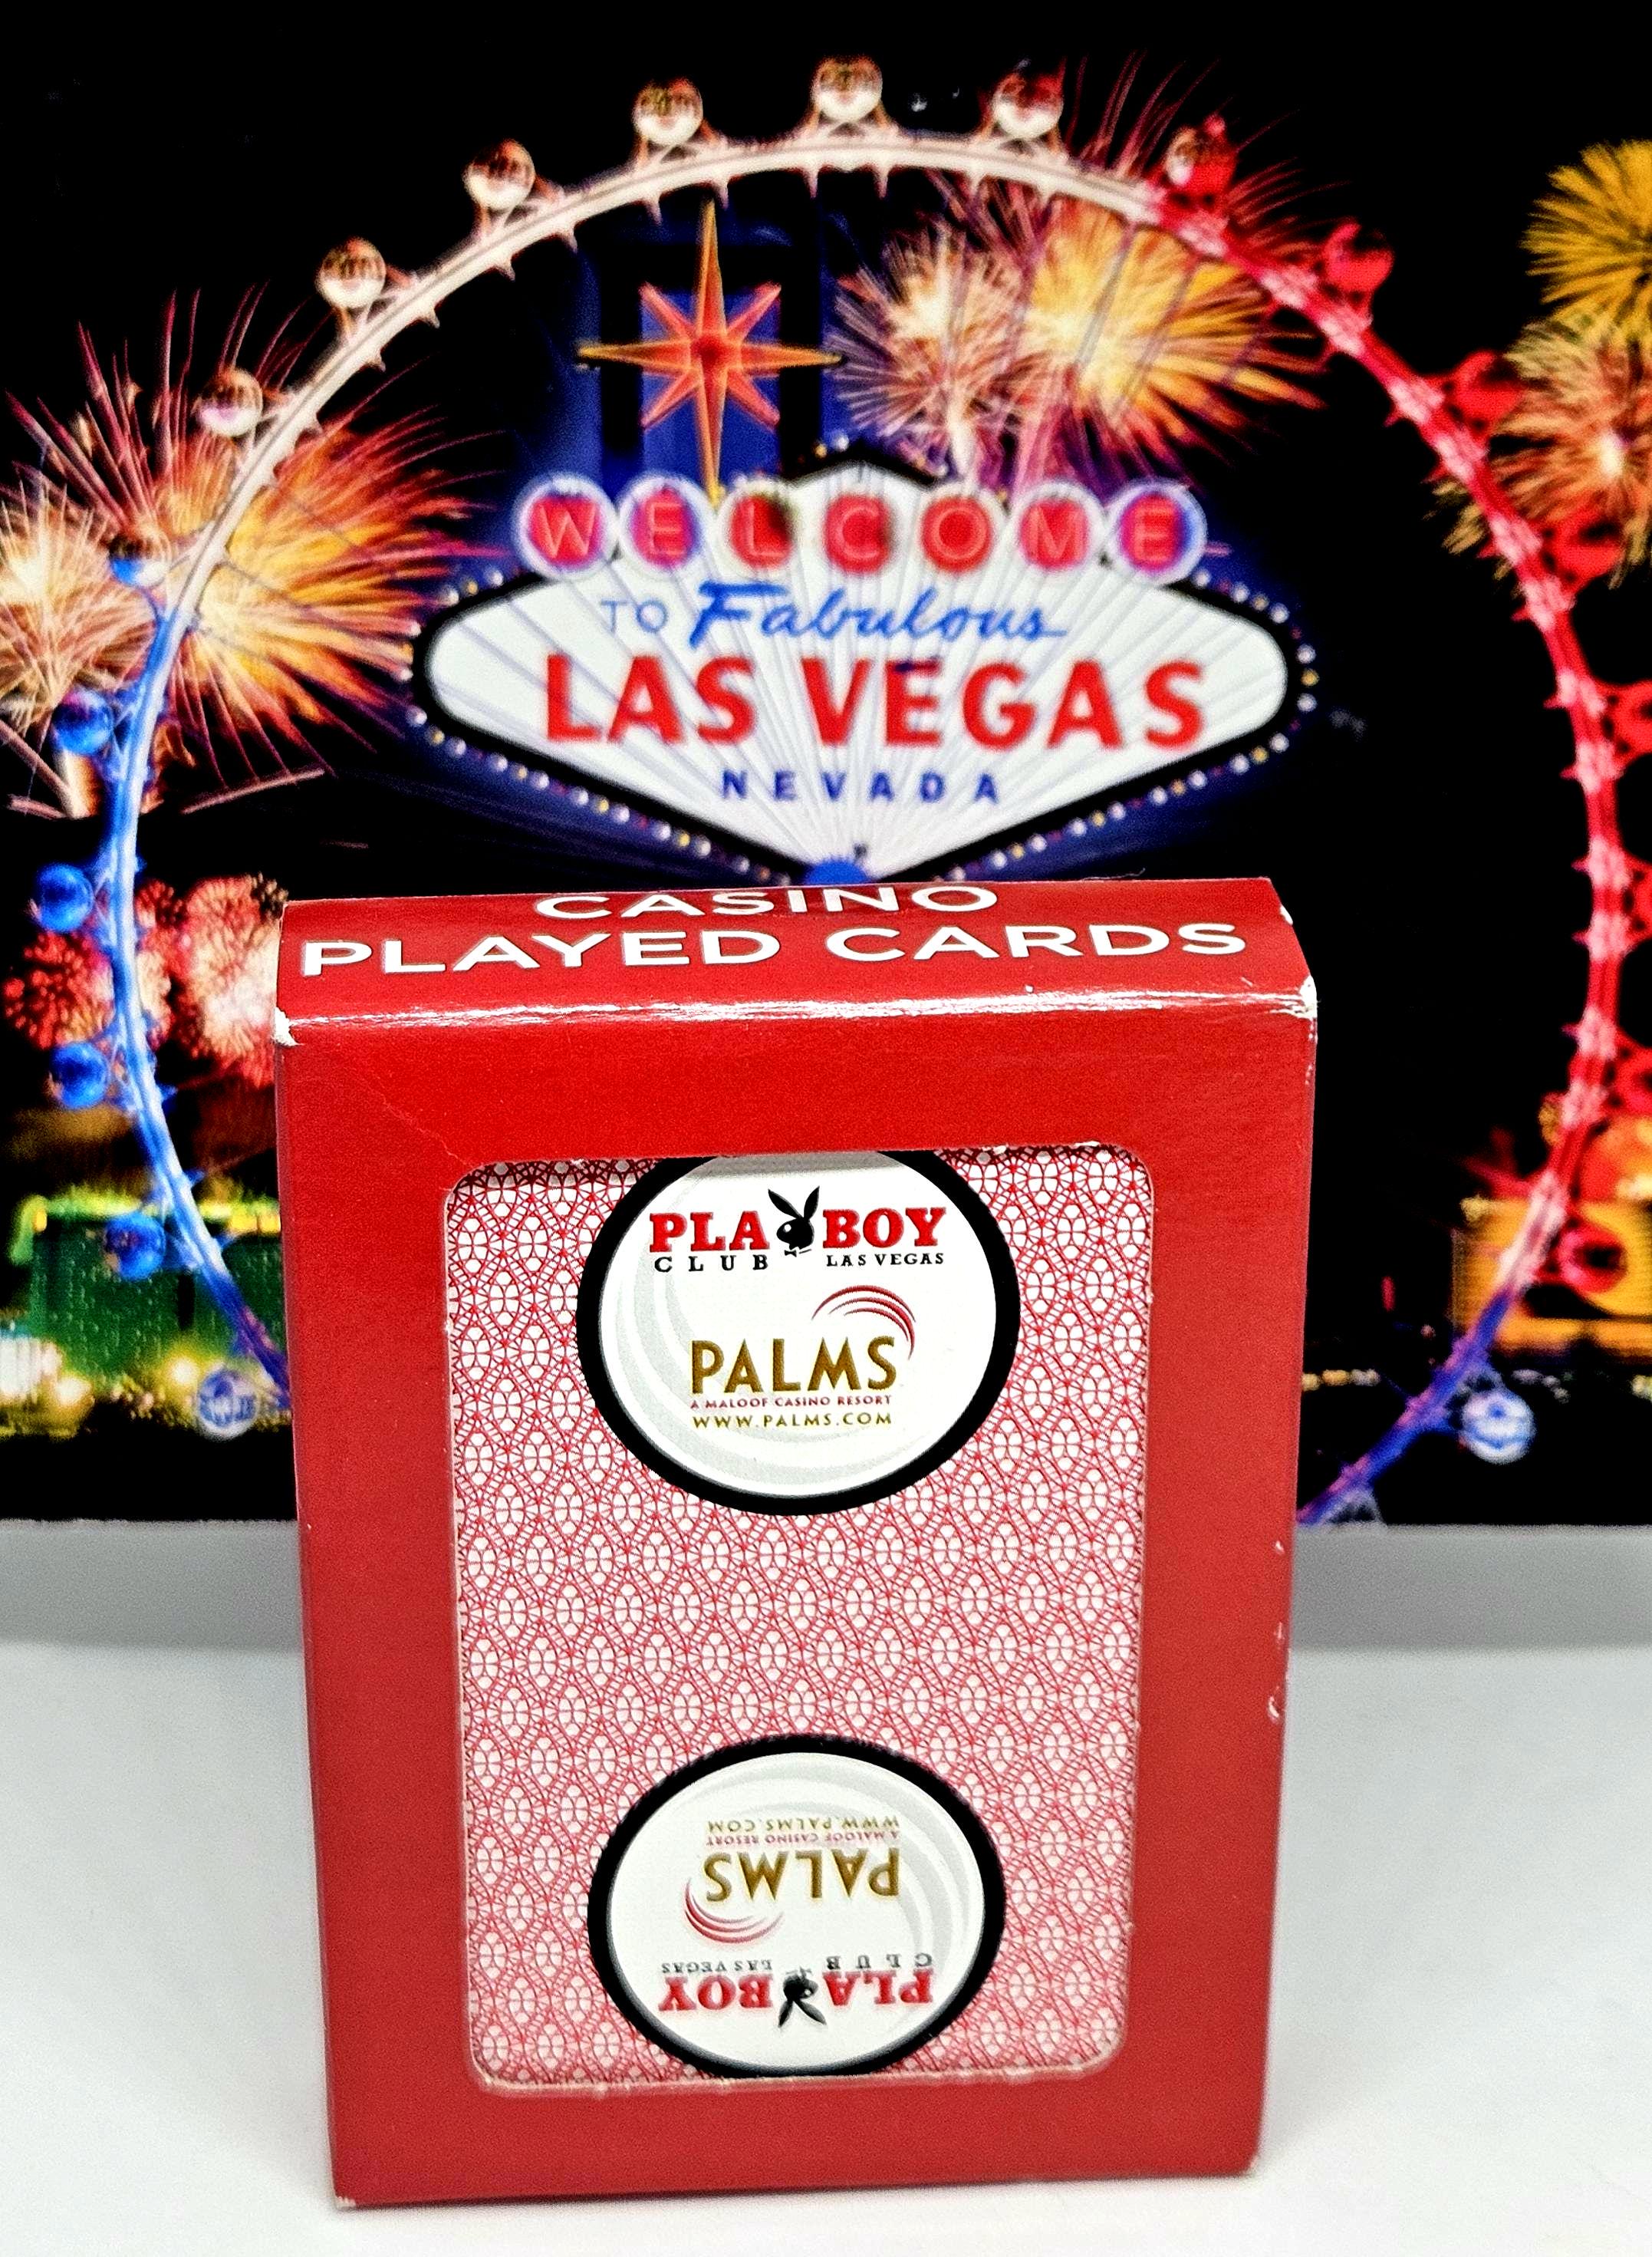 WELCOME
TO Fabulous
LAS VEGAS
NEVADA
CASINO
PLAYED CARDS
PLAYBOY
CLUB LAS VEGAS
PALMS
A MALOOF CASINO RESORT
WWW.PALMS.COM
WWW.PALMS.COM
A MALOOF CASINO RESORT
PALMS
CLUB LAS VEGAS
PLAYBOY